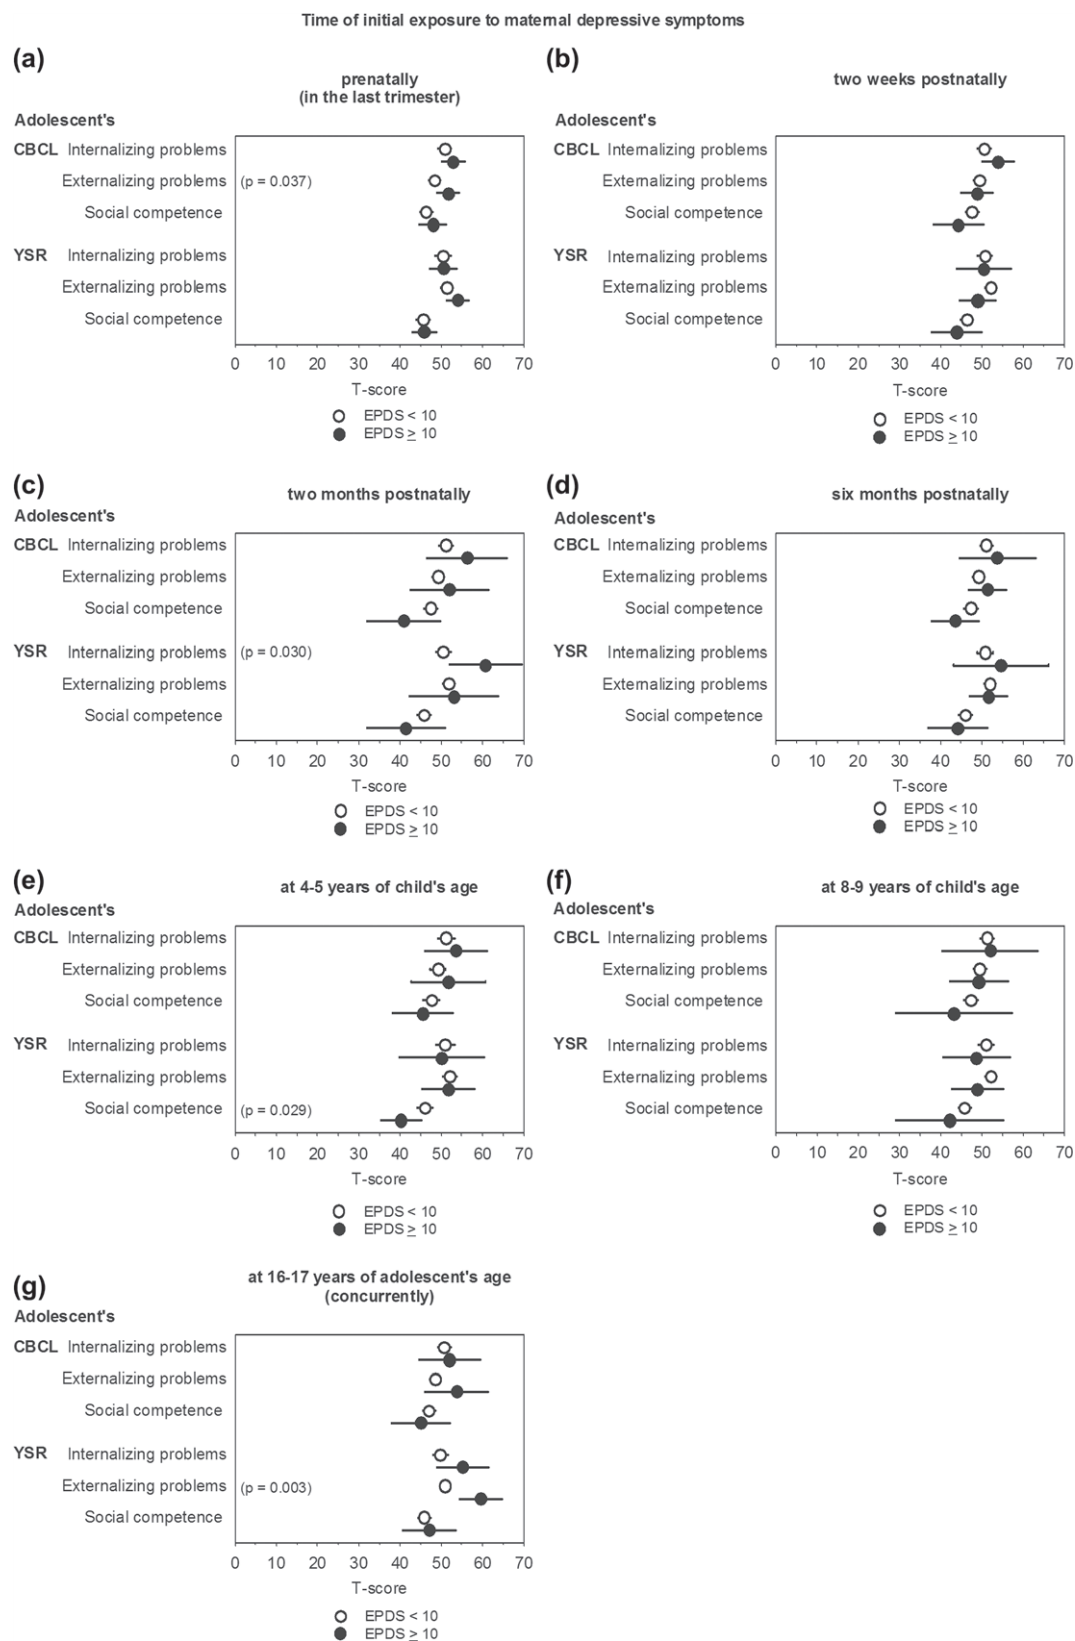 Time of initial exposure to maternal depressive symptoms
(a)
prenatally
(in the last trimester)
Adolescent's
CBCL Internalizing problems
Externalizing problems (p = 0.037)
Social competence
YSR Internalizing problems
Externalizing problems
Social competence
0 10 20 30 40 50 60 70
T-score
EPDS < 10
EPDS ≥ 10
(b)
two weeks postnatally
Adolescent's
CBCL Internalizing problems
Externalizing problems
Social competence
YSR Internalizing problems
Externalizing problems
Social competence
0 10 20 30 40 50 60 70
T-score
EPDS < 10
EPDS ≥ 10
(c)
two months postnatally
Adolescent's
CBCL Internalizing problems
Externalizing problems
Social competence
YSR Internalizing problems (p = 0.030)
Externalizing problems
Social competence
0 10 20 30 40 50 60 70
T-score
EPDS < 10
EPDS ≥ 10
(d)
six months postnatally
Adolescent's
CBCL Internalizing problems
Externalizing problems
Social competence
YSR Internalizing problems
Externalizing problems
Social competence
0 10 20 30 40 50 60 70
T-score
EPDS < 10
EPDS ≥ 10
(e)
at 4-5 years of child's age
Adolescent's
CBCL Internalizing problems
Externalizing problems
Social competence
YSR Internalizing problems
Externalizing problems
Social competence (p = 0.029)
0 10 20 30 40 50 60 70
T-score
EPDS < 10
EPDS ≥ 10
(f)
at 8-9 years of child's age
Adolescent's
CBCL Internalizing problems
Externalizing problems
Social competence
YSR Internalizing problems
Externalizing problems
Social competence
0 10 20 30 40 50 60 70
T-score
EPDS < 10
EPDS ≥ 10
(g)
at 16-17 years of adolescent's age
(concurrently)
Adolescent's
CBCL Internalizing problems
Externalizing problems
Social competence
YSR Internalizing problems
Externalizing problems (p = 0.003)
Social competence
0 10 20 30 40 50 60 70
T-score
EPDS < 10
EPDS ≥ 10